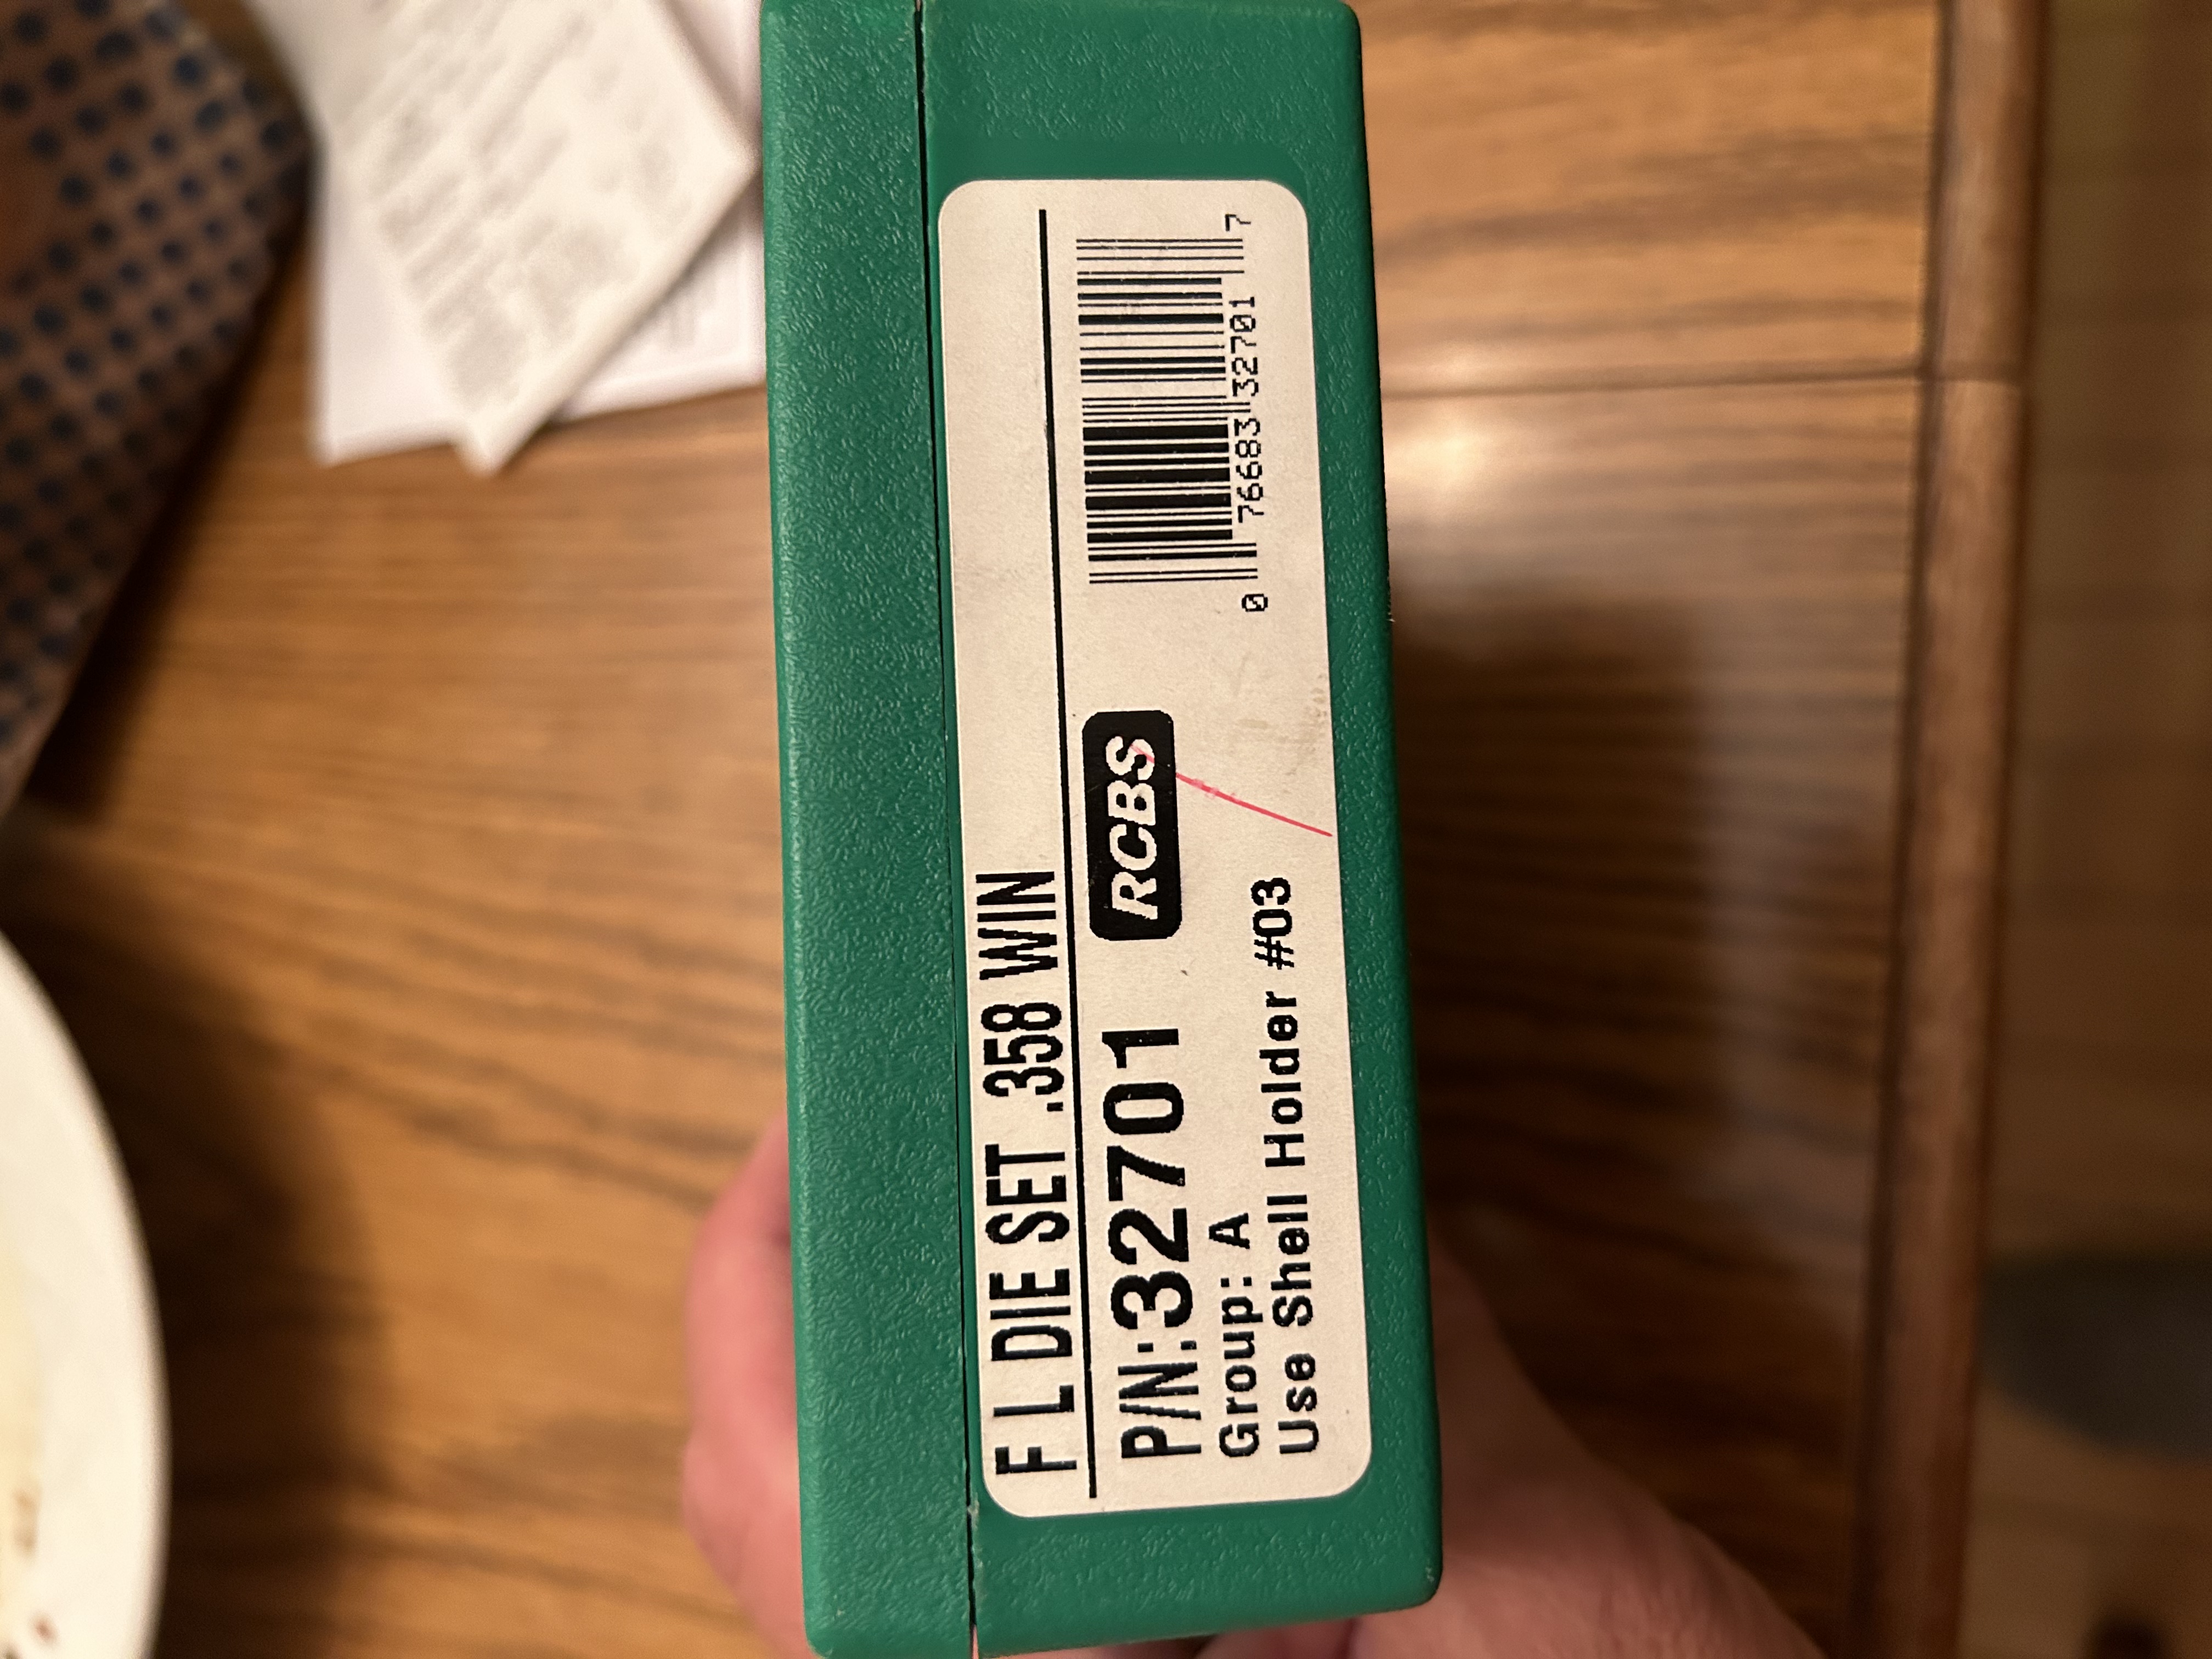 F L DIE SET .358 WIN
P/N:32701
RCBS
Group: A
Use Shell Holder #03
0 76683 32701 7